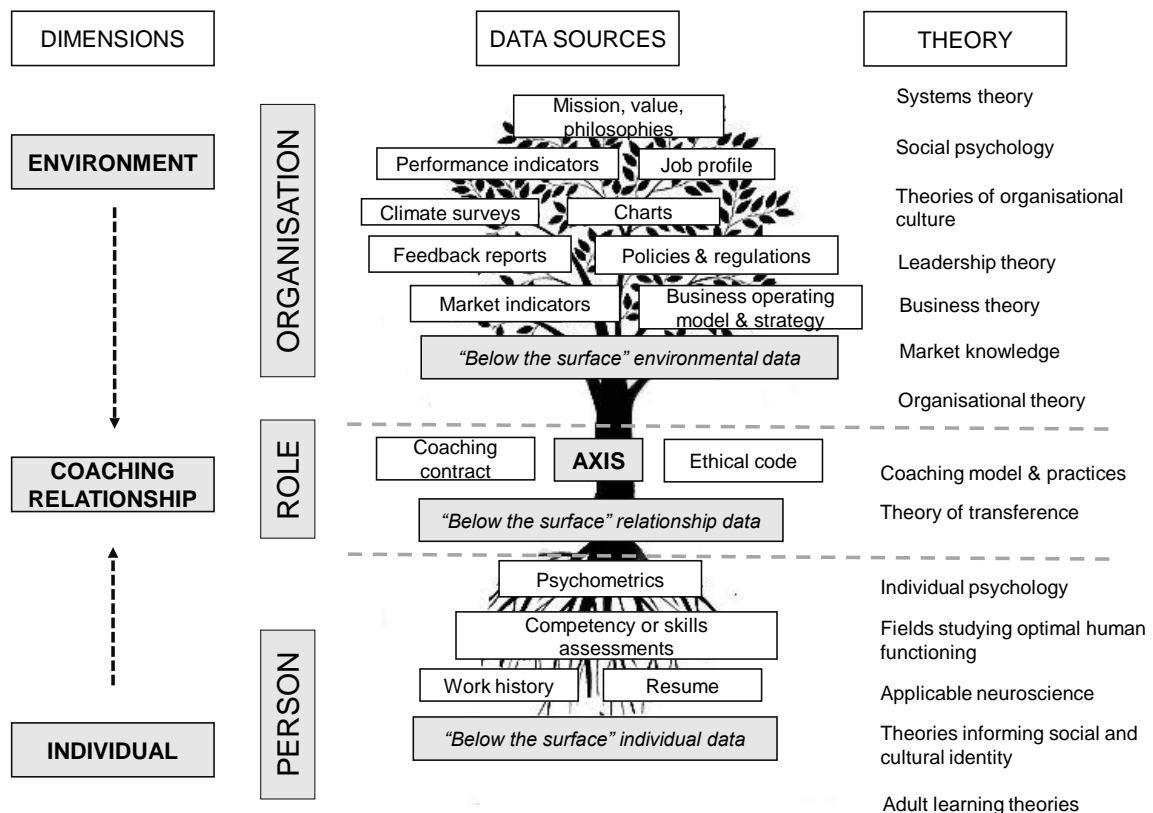 DIMENSIONS
DATA SOURCES
THEORY
ENVIRONMENT
COACHING
RELATIONSHIP
INDIVIDUAL
ORGANISATION
ROLE
PERSON
Mission, value,
philosophies
Performance indicators
Job profile
Climate surveys
Charts
Feedback reports
Policies & regulations
Market indicators
Business operating
model & strategy
“Below the surface” environmental data
Coaching
contract
AXIS
Ethical code
“Below the surface” relationship data
Psychometrics
Competency or skills
assessments
Work history
Resume
“Below the surface” individual data
Systems theory
Social psychology
Theories of organisational
culture
Leadership theory
Business theory
Market knowledge
Organisational theory
Coaching model & practices
Theory of transference
Individual psychology
Fields studying optimal human
functioning
Applicable neuroscience
Theories informing social and
cultural identity
Adult learning theories